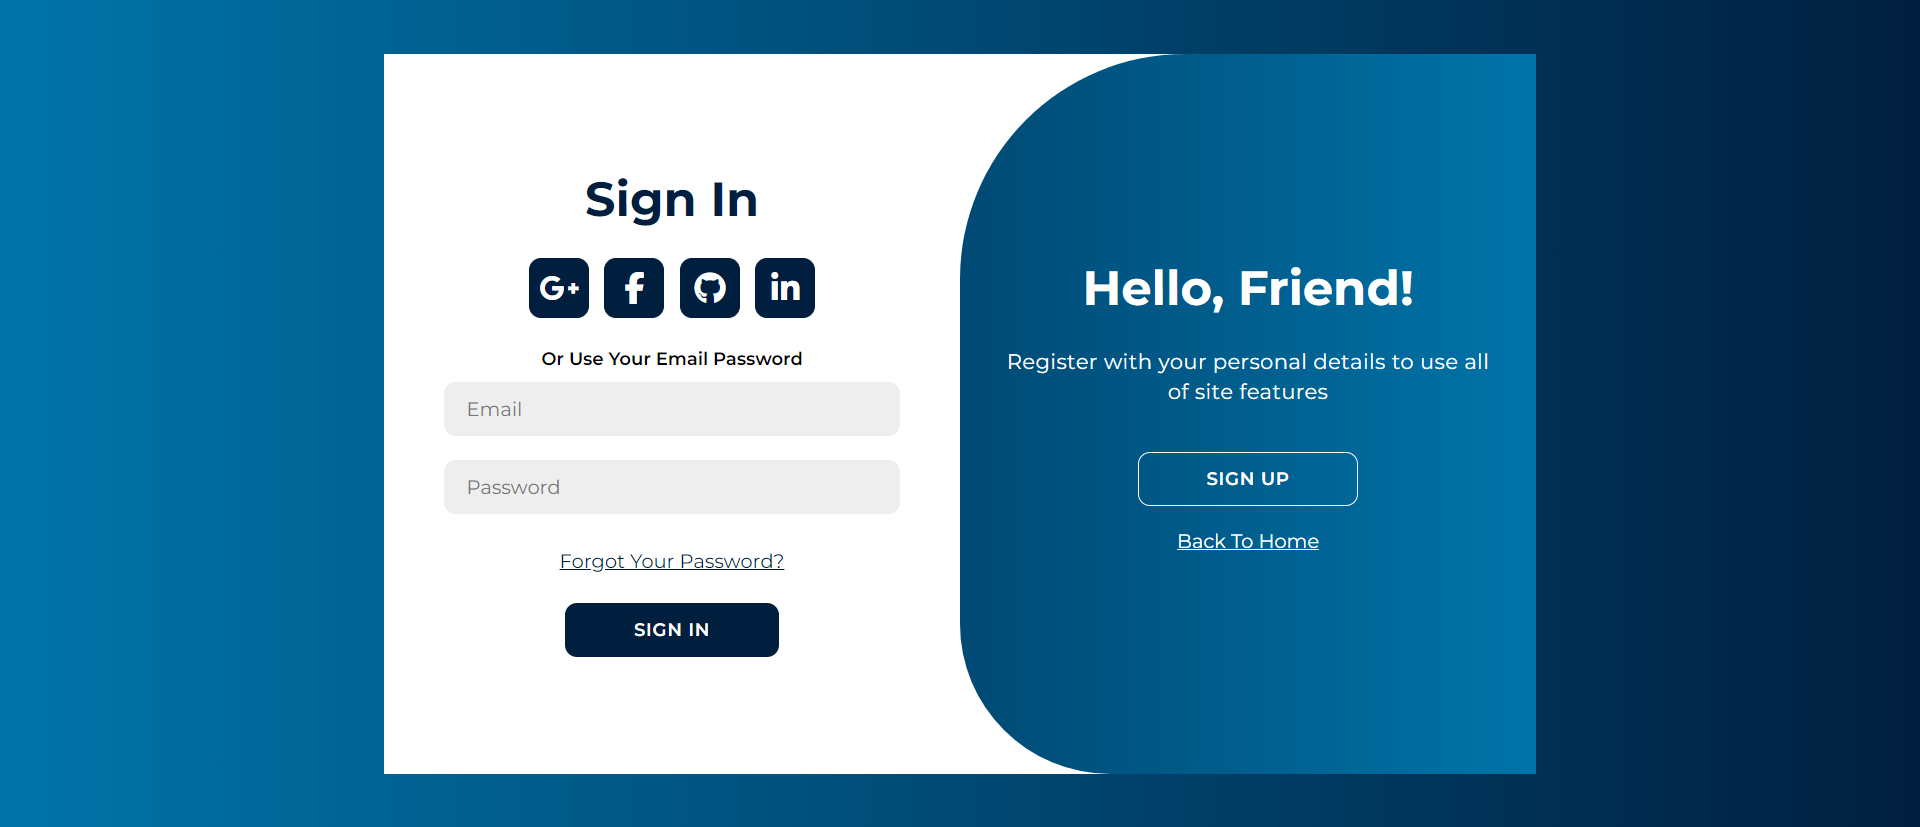 Sign In
G+
f
in
Or Use Your Email Password
Email
Password
Forgot Your Password?
SIGN IN
Hello, Friend!
Register with your personal details to use all
of site features
SIGN UP
Back To Home